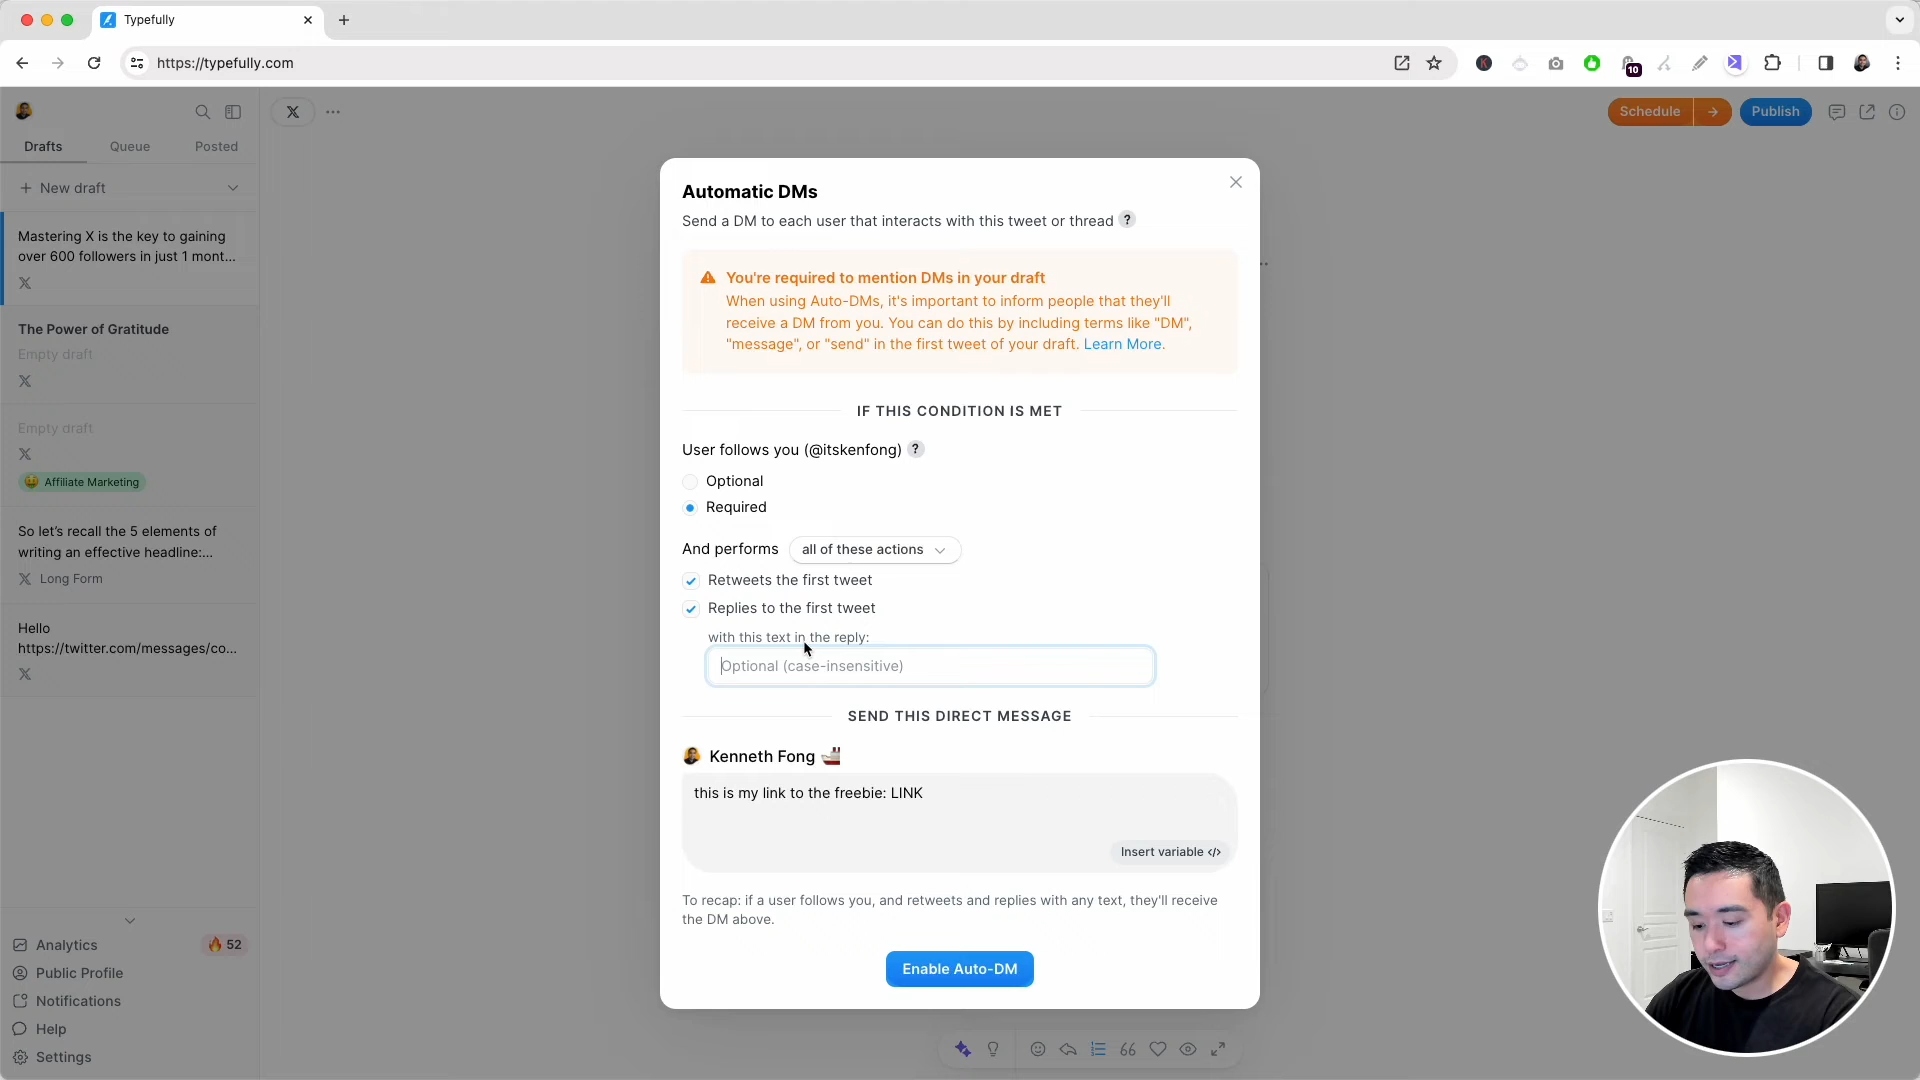 Typefully
https://typefully.com
10
Drafts
Queue
Posted
+ New draft
Mastering X is the key to gaining
over 600 followers in just 1 mont...
The Power of Gratitude
Empty draft
Empty draft
Affiliate Marketing
So let's recall the 5 elements of
writing an effective headline:...
Long Form
Hello
https://twitter.com/messages/co...
Analytics
52
Public Profile
Notifications
Help
Settings
Schedule
Publish
Automatic DMs
Send a DM to each user that interacts with this tweet or thread ?
You're required to mention DMs in your draft
When using Auto-DMs, it's important to inform people that they'll
receive a DM from you. You can do this by including terms like "DM",
"message", or "send" in the first tweet of your draft. Learn More.
IF THIS CONDITION IS MET
User follows you (@itskenfong) ?
Optional
Required
And performs all of these actions
Retweets the first tweet
Replies to the first tweet
with this text in the reply:
Optional (case-insensitive)
SEND THIS DIRECT MESSAGE
Kenneth Fong
this is my link to the freebie: LINK
Insert variable </>
To recap: if a user follows you, and retweets and replies with any text, they'll receive
the DM above.
Enable Auto-DM